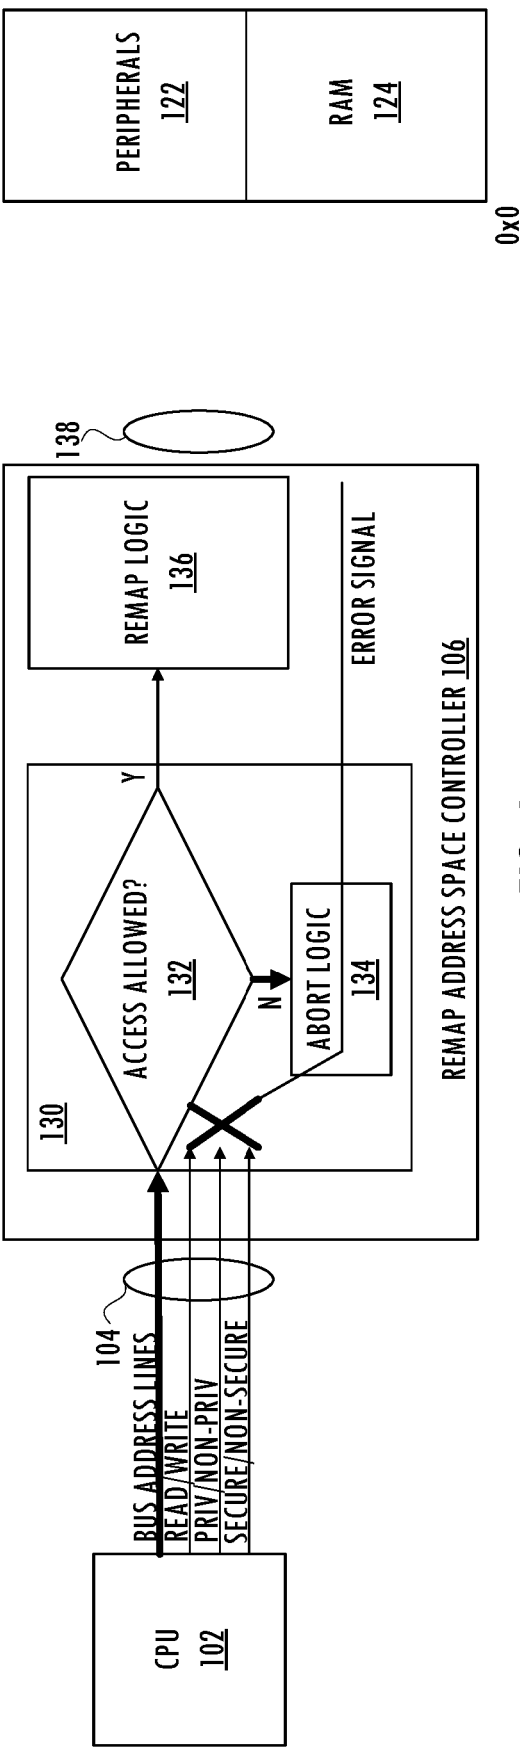 CPU
102
BUS ADDRESS LINES
READ/WRITE
PRIV/NON-PRIV
SECURE/NON-SECURE
104
130
ACCESS ALLOWED?
132
Y
N
ABORT LOGIC
134
REMAP LOGIC
136
ERROR SIGNAL
REMAP ADDRESS SPACE CONTROLLER 106
138
PERIPHERALS
122
RAM
124
0x0